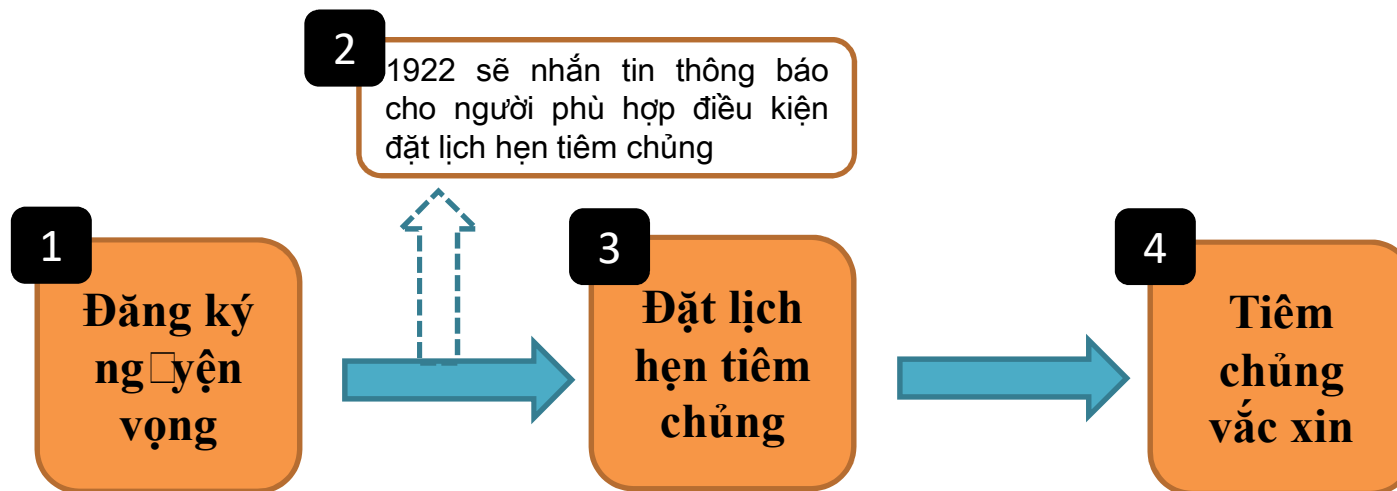 1
Đăng ký
ng□yện
vọng
2
1922 sẽ nhắn tin thông báo
cho người phù hợp điều kiện
đặt lịch hẹn tiêm chủng
3
Đặt lịch
hẹn tiêm
chủng
4
Tiêm
chủng
vắc xin